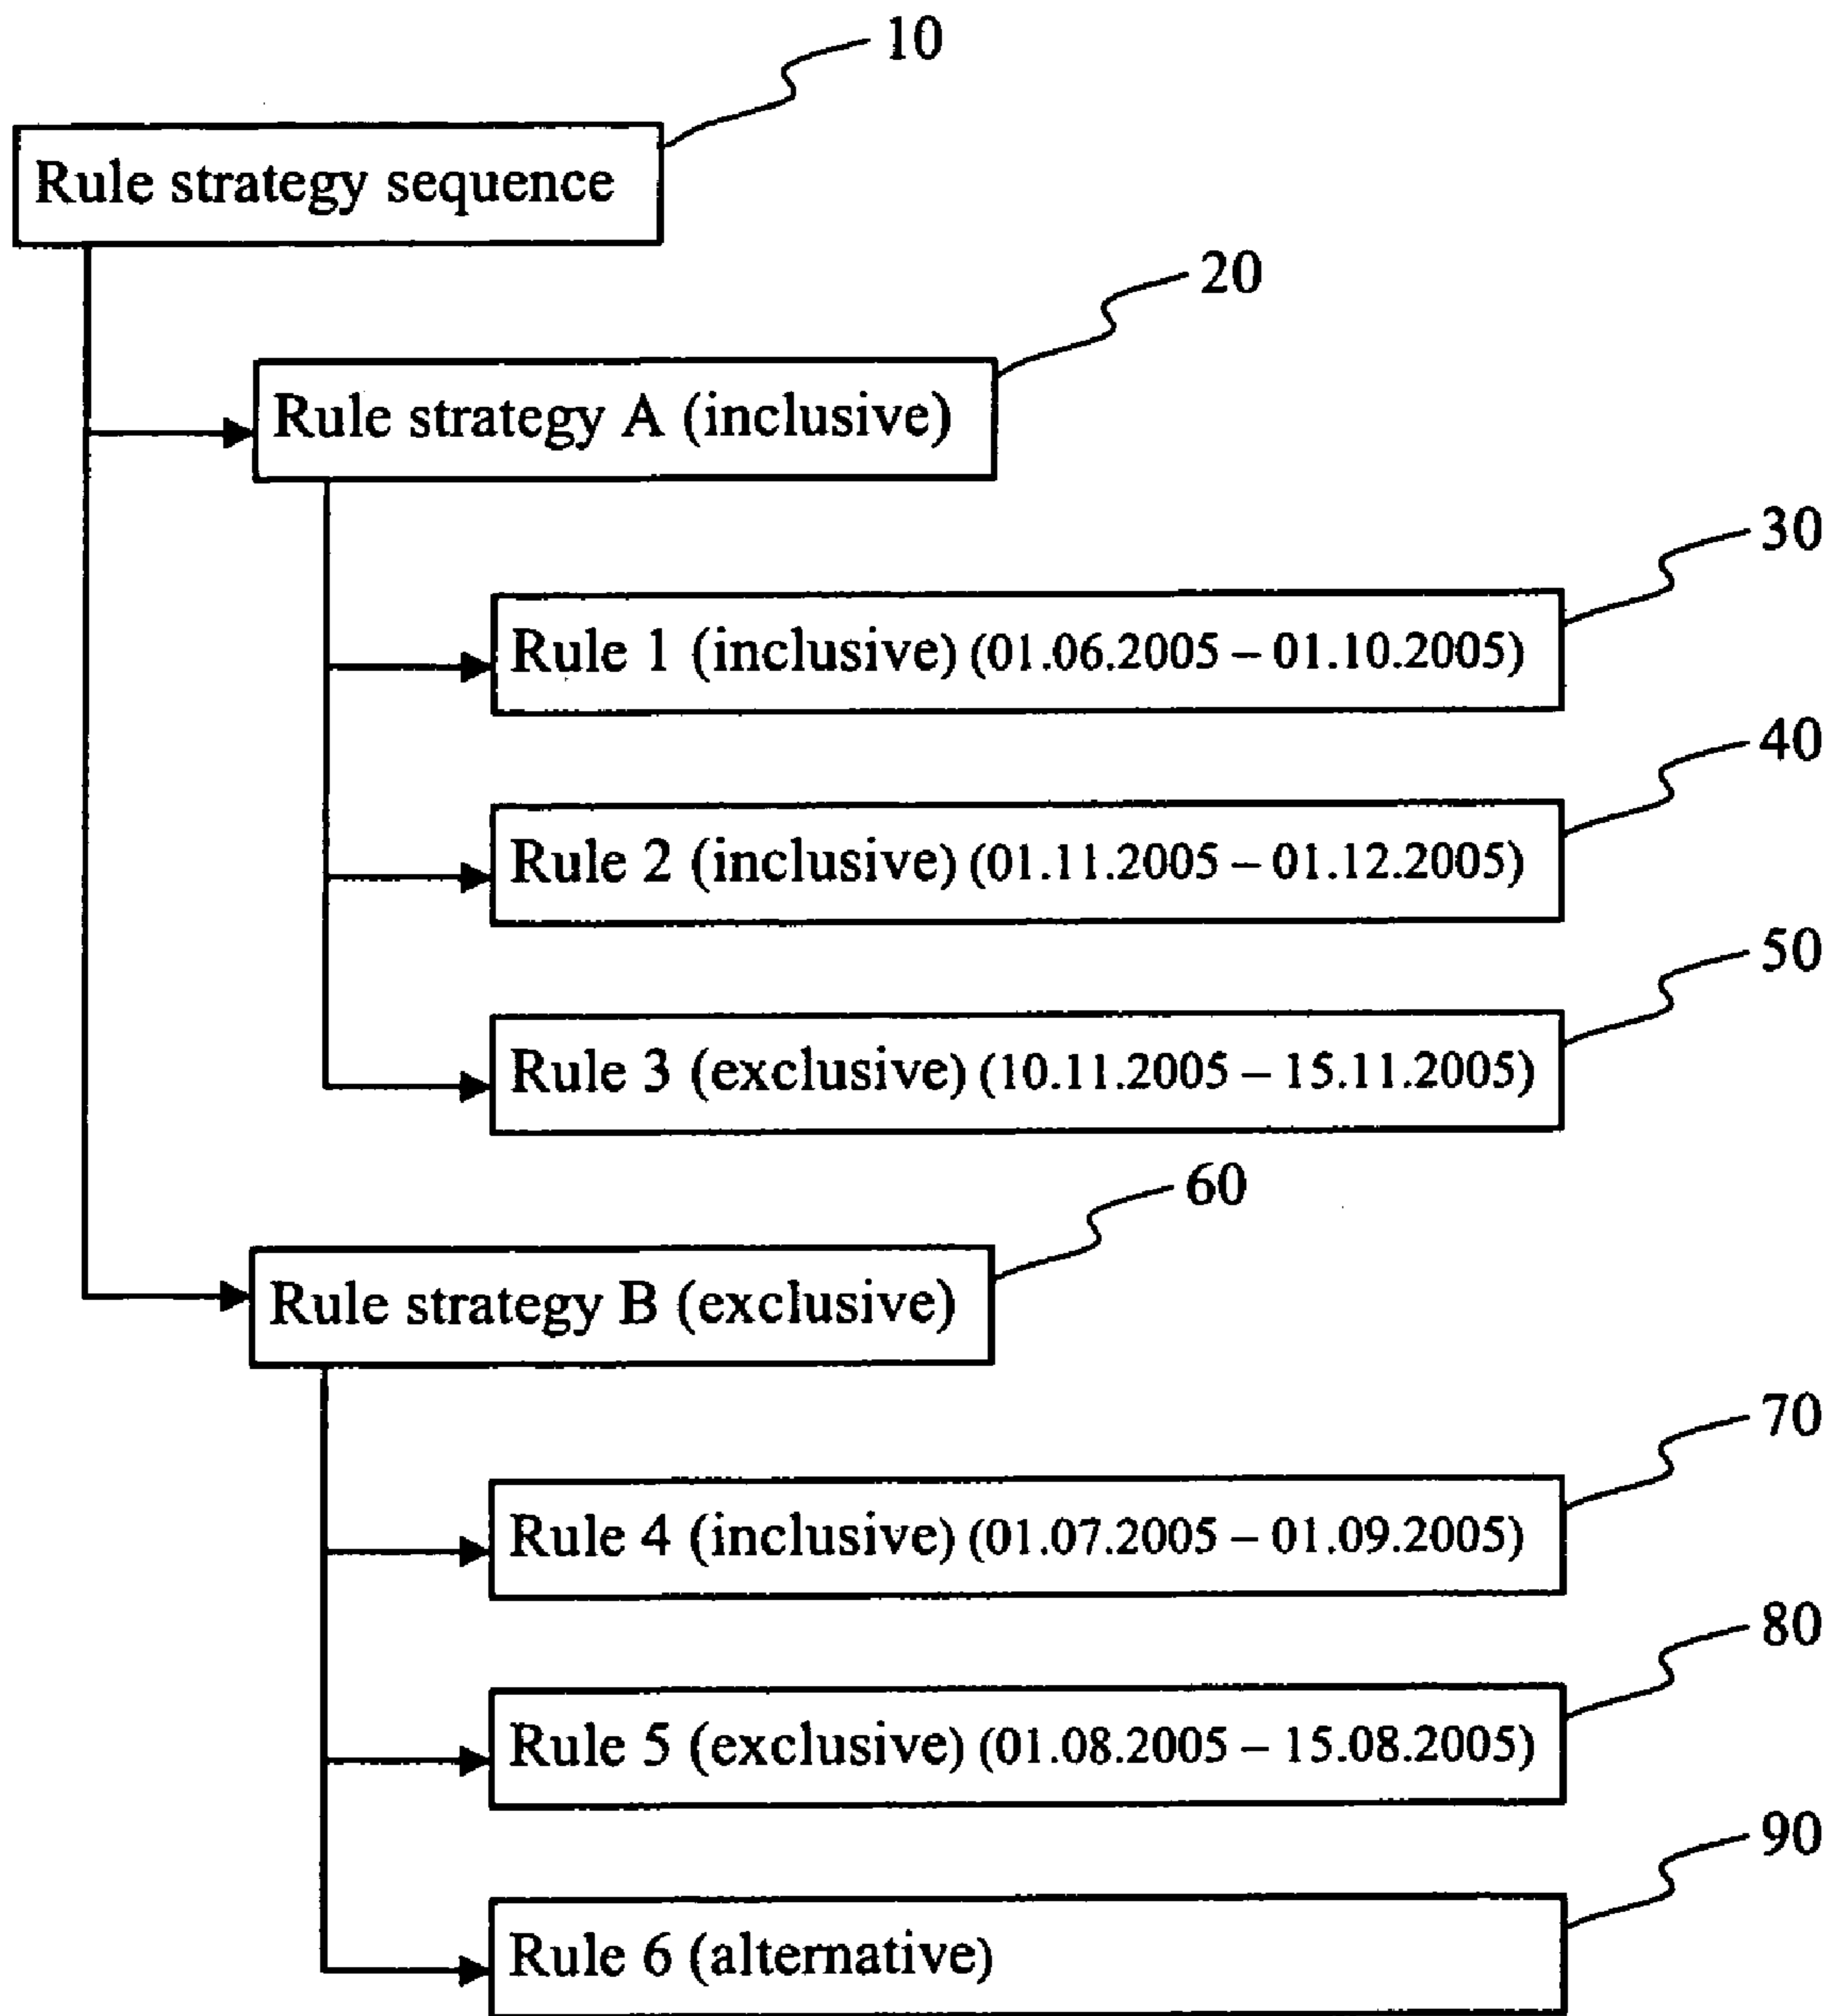 10
Rule strategy sequence
20
Rule strategy A (inclusive)
30
Rule 1 (inclusive) (01.06.2005 – 01.10.2005)
40
Rule 2 (inclusive) (01.11.2005 – 01.12.2005)
50
Rule 3 (exclusive) (10.11.2005 – 15.11.2005)
60
Rule strategy B (exclusive)
70
Rule 4 (inclusive) (01.07.2005 – 01.09.2005)
80
Rule 5 (exclusive) (01.08.2005 – 15.08.2005)
90
Rule 6 (alternative)